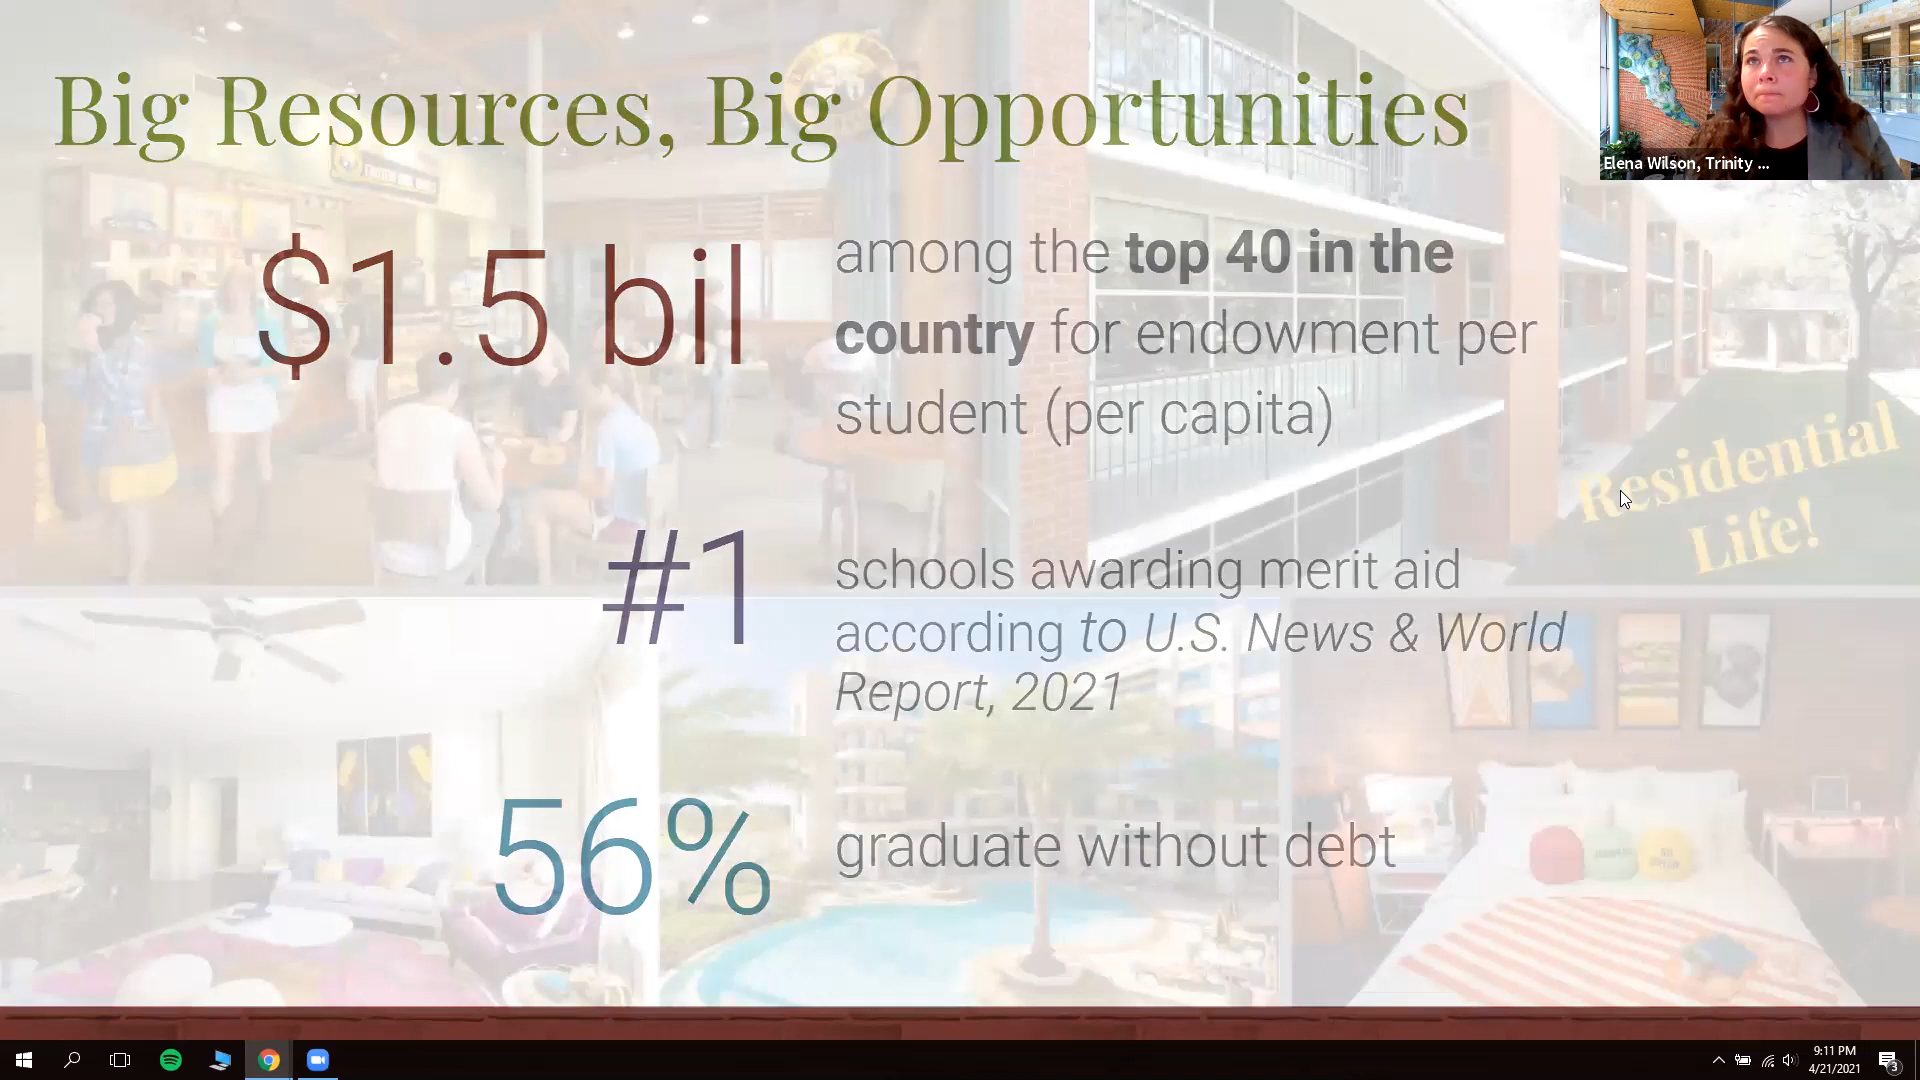 Big Resources, Big Opportunities
Elena Wilson, Trinity ...
$1.5 bil
among the top 40 in the
country for endowment per
student (per capita)
Residential
Life!
#1
schools awarding merit aid
according to U.S. News & World
Report, 2021
56%
graduate without debt
9:11 PM
4/21/2021
3